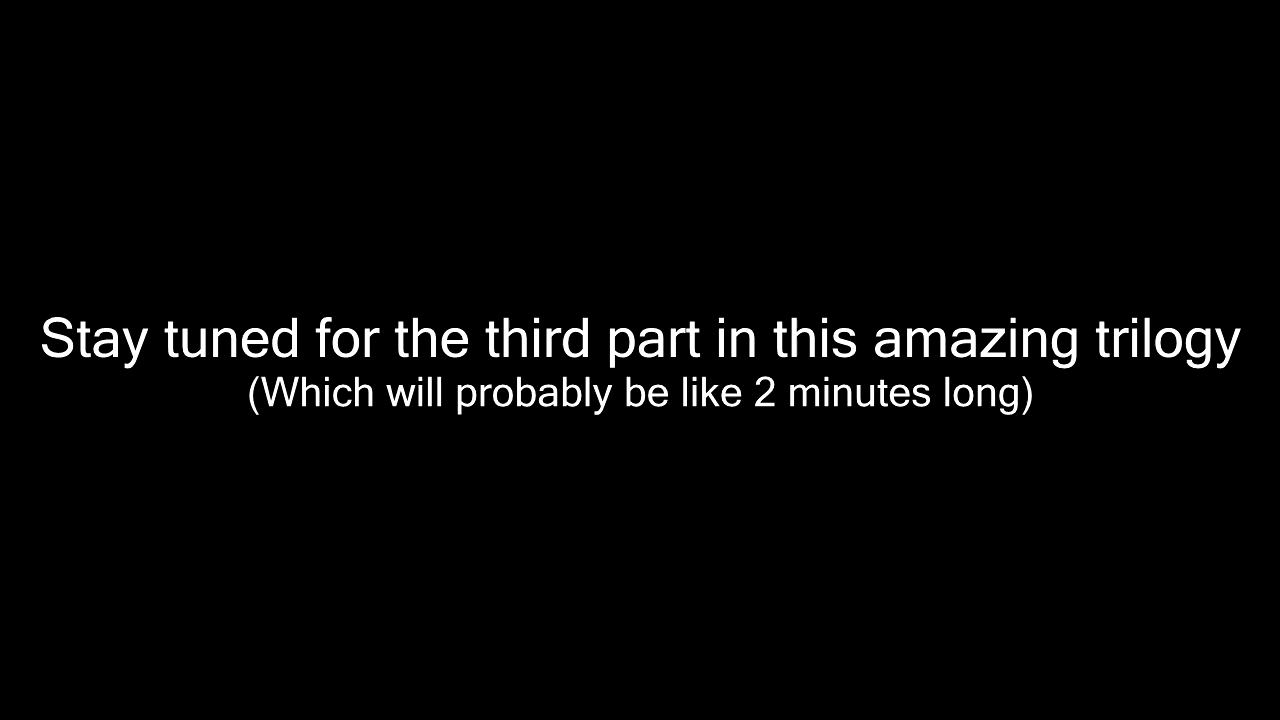 Stay tuned for the third part in this amazing trilogy
(Which will probably be like 2 minutes long)